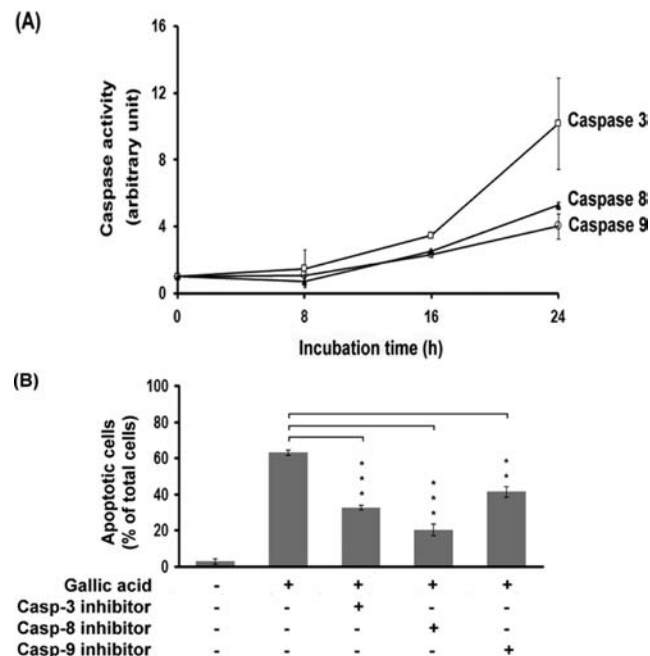 (A)
Caspase activity
(arbitrary unit)
16
12
8
4
0
0 8 16 24
Incubation time (h)
Caspase 3
Caspase 8
Caspase 9
(B)
Apoptotic cells
(% of total cells)
100
80
60
40
20
0
* * *
* * *
* *
Gallic acid - + + + +
Casp-3 inhibitor - - + - -
Casp-8 inhibitor - - - + -
Casp-9 inhibitor - - - - +